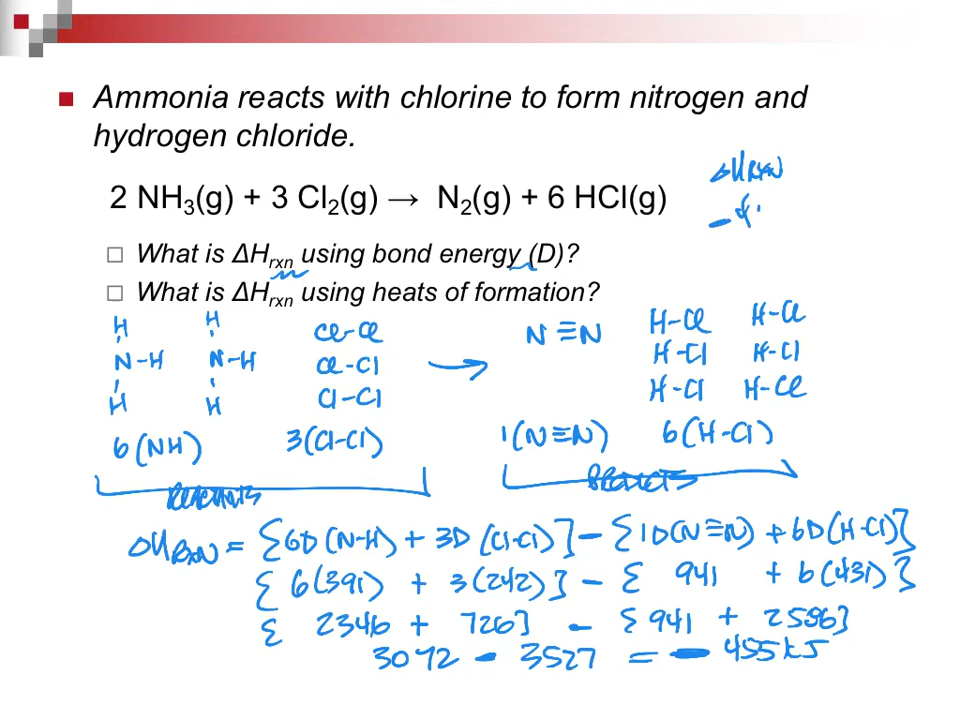 Ammonia reacts with chlorine to form nitrogen and
hydrogen chloride.
ΔHRXN
2 NH₃(g) + 3 Cl₂(g) → N₂(g) + 6 HCl(g)
What is ΔHrxn using bond energy (D)?
What is ΔHrxn using heats of formation?
H H Cl-Cl N≡N H-Cl H-Cl
N-H N-H Cl-Cl → H-Cl H-Cl
H H Cl-Cl H-Cl H-Cl
6(NH) 3(Cl-Cl) 1(N≡N) 6(H-Cl)
REACTANTS PRODUCTS
ΔHRXN = {6D(N-H) + 3D(Cl-Cl)} - {1D(N≡N) + 6D(H-Cl)}
{6(391) + 3(242)} - {941 + 6(431)}
{2346 + 726} - {941 + 2586}
3072 - 3527 = -455 kJ